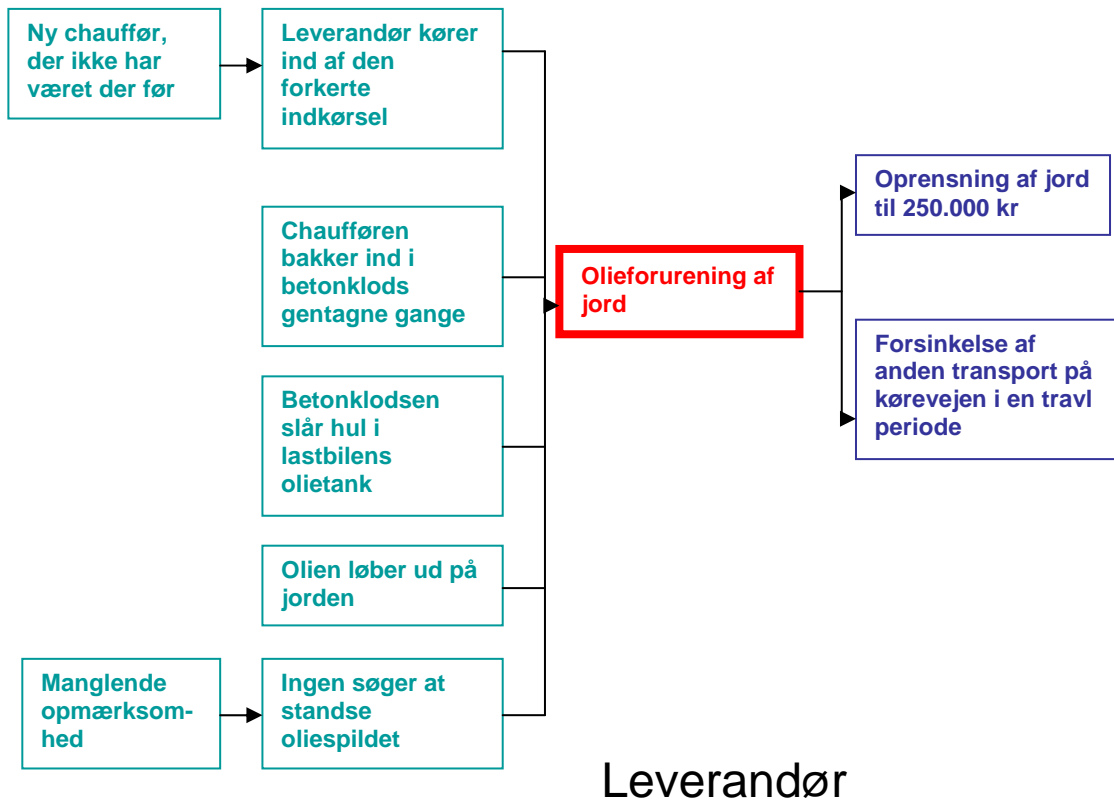 Ny chauffør,
der ikke har
været der før
Leverandør kører
ind af den
forkerte
indkørsel
Chaufføren
bakker ind i
betonklods
gentagne gange
Betonklodsen
slår hul i
lastbilens
olietank
Olien løber ud på
jorden
Manglende
opmærksom-
hed
Ingen søger at
standse
oliespildet
Olieforurening af
jord
Oprensning af jord
til 250.000 kr
Forsinkelse af
anden transport på
kørevejen i en travl
periode
Leverandør